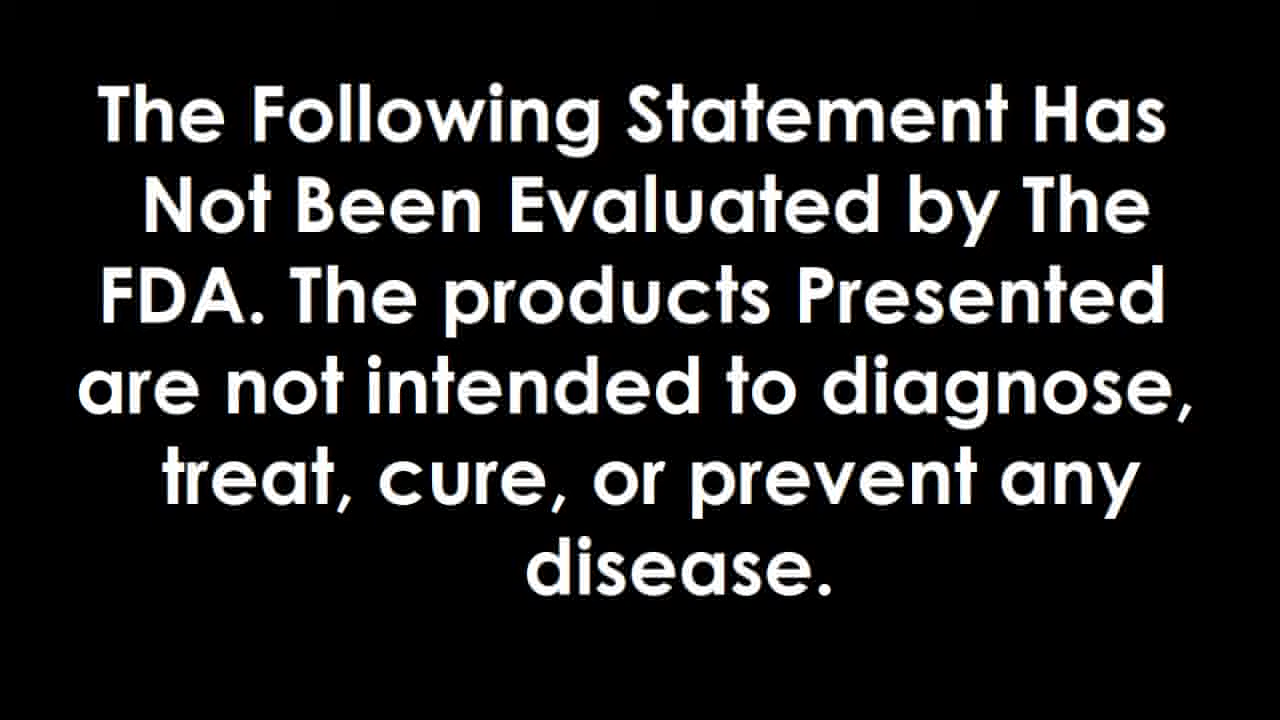 The Following Statement Has
Not Been Evaluated by The
FDA. The products Presented
are not intended to diagnose,
treat, cure, or prevent any
disease.